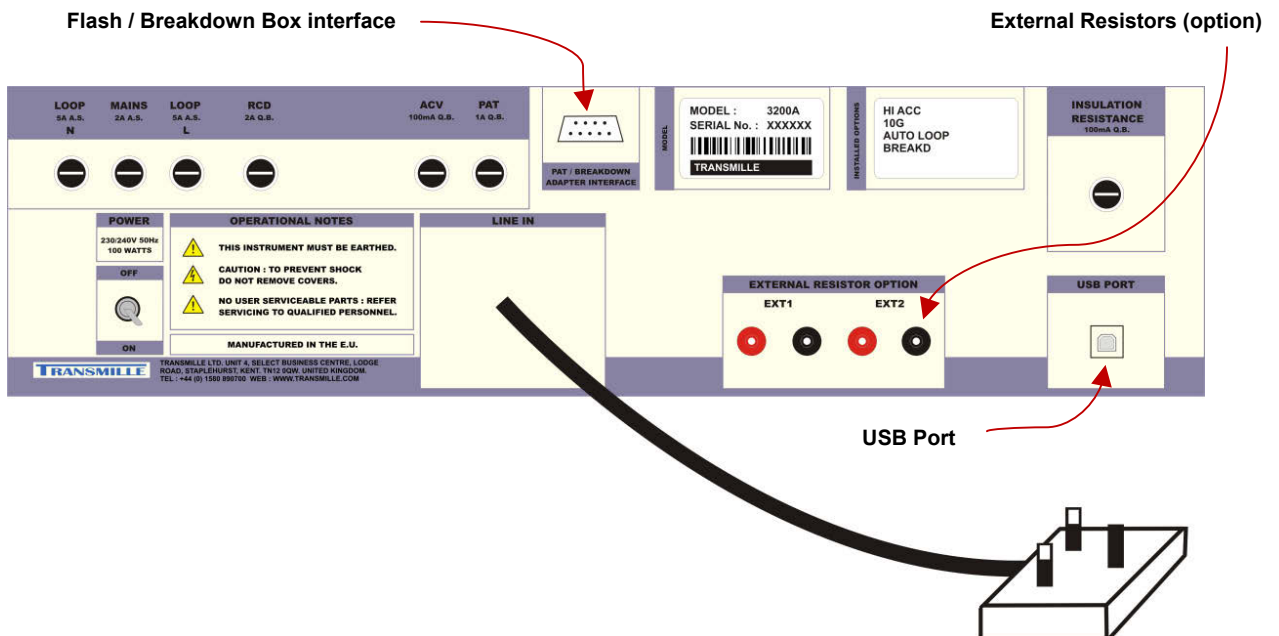 Flash / Breakdown Box interface
External Resistors (option)
LOOP
5A A.S.
N
MAINS
2A A.S.
LOOP
5A A.S.
L
RCD
2A Q.B.
ACV
100mA Q.B.
PAT
1A Q.B.
PAT / BREAKDOWN
ADAPTER INTERFACE
MODEL
MODEL : 3200A
SERIAL No. : XXXXXX
TRANSMILLE
INSTALLED OPTIONS
HI ACC
10G
AUTO LOOP
BREAKD
INSULATION
RESISTANCE
100mA Q.B.
POWER
230/240V 50Hz
100 WATTS
OFF
ON
OPERATIONAL NOTES
THIS INSTRUMENT MUST BE EARTHED.
CAUTION : TO PREVENT SHOCK
DO NOT REMOVE COVERS.
NO USER SERVICEABLE PARTS : REFER
SERVICING TO QUALIFIED PERSONNEL.
MANUFACTURED IN THE E.U.
LINE IN
EXTERNAL RESISTOR OPTION
EXT1
EXT2
USB PORT
TRANSMILLE
TRANSMILLE LTD. UNIT 4, SELECT BUSINESS CENTRE, LODGE
ROAD, STAPLEHURST, KENT. TN12 0QW. UNITED KINGDOM.
TEL : +44 (0) 1580 890700 WEB : WWW.TRANSMILLE.COM
USB Port